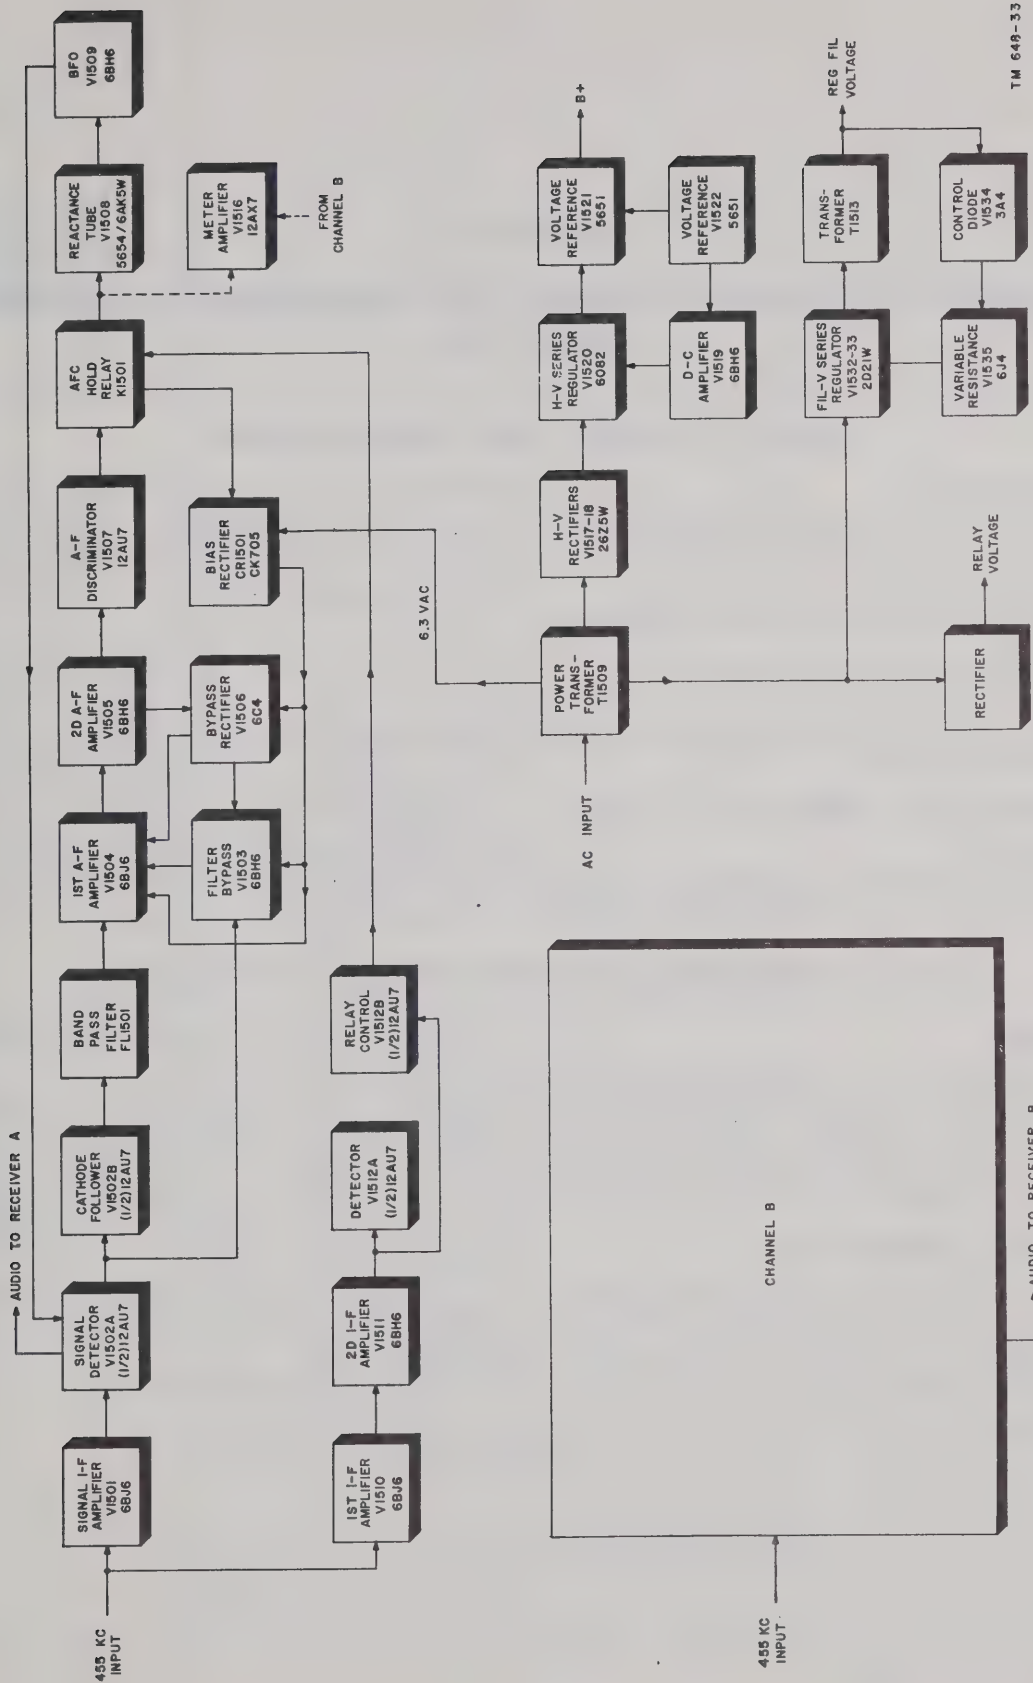 AUDIO TO RECEIVER A
455 KC
INPUT
SIGNAL I-F
AMPLIFIER
V1501
6BJ6
SIGNAL
DETECTOR
V1502A
(1/2)12AU7
CATHODE
FOLLOWER
V1502B
(1/2)12AU7
BAND
PASS
FILTER
FL1501
1ST A-F
AMPLIFIER
V1504
6BJ6
2D A-F
AMPLIFIER
V1505
6BH6
A-F
DISCRIMINATOR
V1507
12AU7
AFC
HOLD
RELAY
K1501
REACTANCE
TUBE
V1508
5654/6AK5W
BFO
V1509
6BH6
FILTER
BYPASS
V1503
6BH6
BYPASS
RECTIFIER
V1506
6C4
BIAS
RECTIFIER
CR1501
CK705
METER
AMPLIFIER
V1516
12AX7
FROM
CHANNEL B
1ST I-F
AMPLIFIER
V1510
6BJ6
2D I-F
AMPLIFIER
V1511
6BH6
DETECTOR
V1512A
(1/2)12AU7
RELAY
CONTROL
V1512B
(1/2)12AU7
6.3 VAC
AC INPUT
POWER
TRANS-
FORMER
T1509
H-V
RECTIFIERS
V1517-18
26Z5W
H-V SERIES
REGULATOR
V1520
6082
VOLTAGE
REFERENCE
V1521
5651
B+
D-C
AMPLIFIER
V1519
6BH6
VOLTAGE
REFERENCE
V1522
5651
FIL-V SERIES
REGULATOR
V1532-33
2D21W
TRANS-
FORMER
T1513
REG FIL
VOLTAGE
VARIABLE
RESISTANCE
V1535
6J4
CONTROL
DIODE
V1534
3A4
RECTIFIER
RELAY
VOLTAGE
455 KC
INPUT
CHANNEL B
AUDIO TO RECEIVER B
TM 648-33